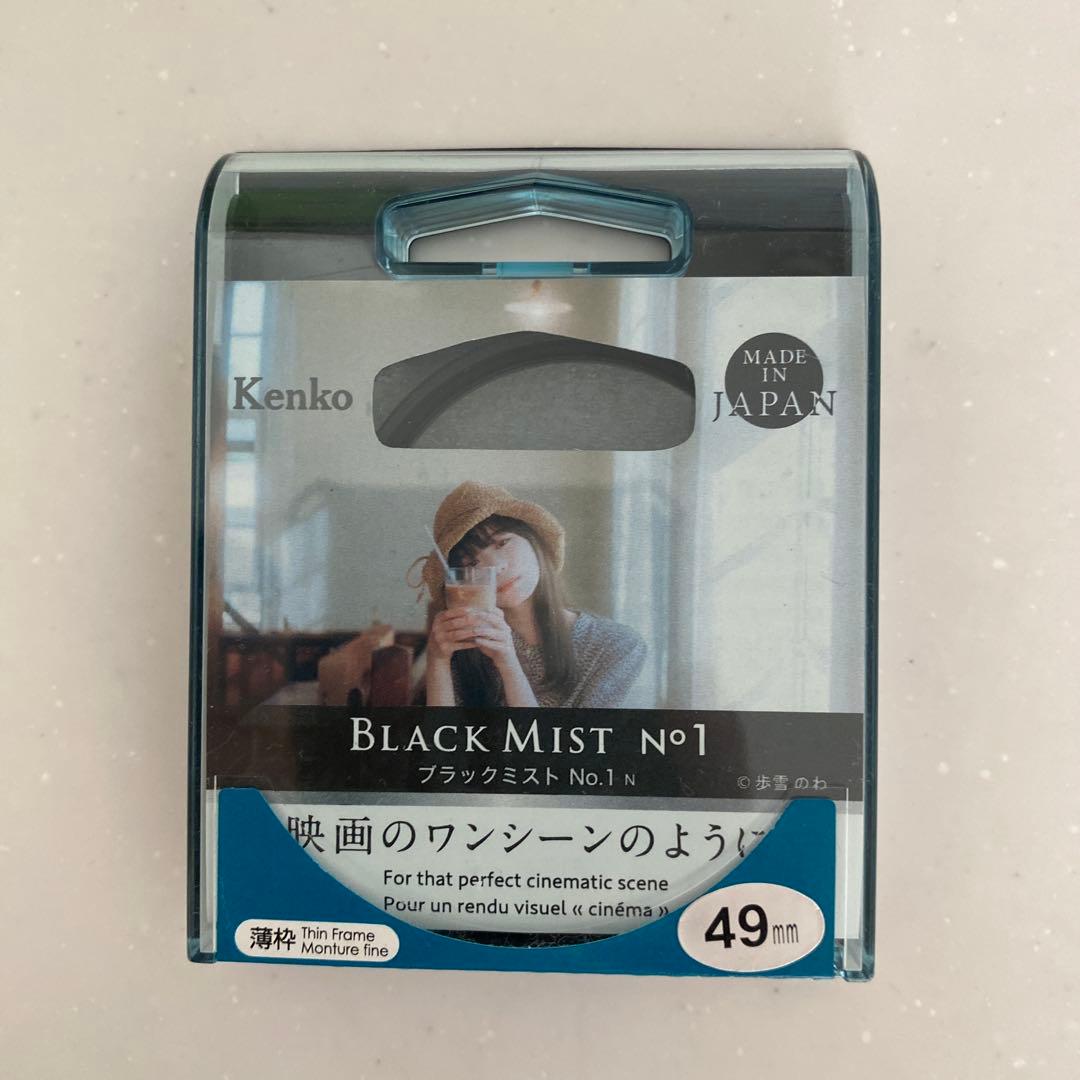 Kenko
MADE
IN
JAPAN
BLACK MIST Nº1
ブラックミスト No.1 N
© 歩雪 のわ
映画のワンシーンのように
For that perfect cinematic scene
Pour un rendu visuel « cinéma »
薄枠 Thin Frame
Monture fine
49mm